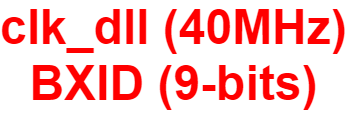 clk_dll (40MHz)
BXID (9-bits)